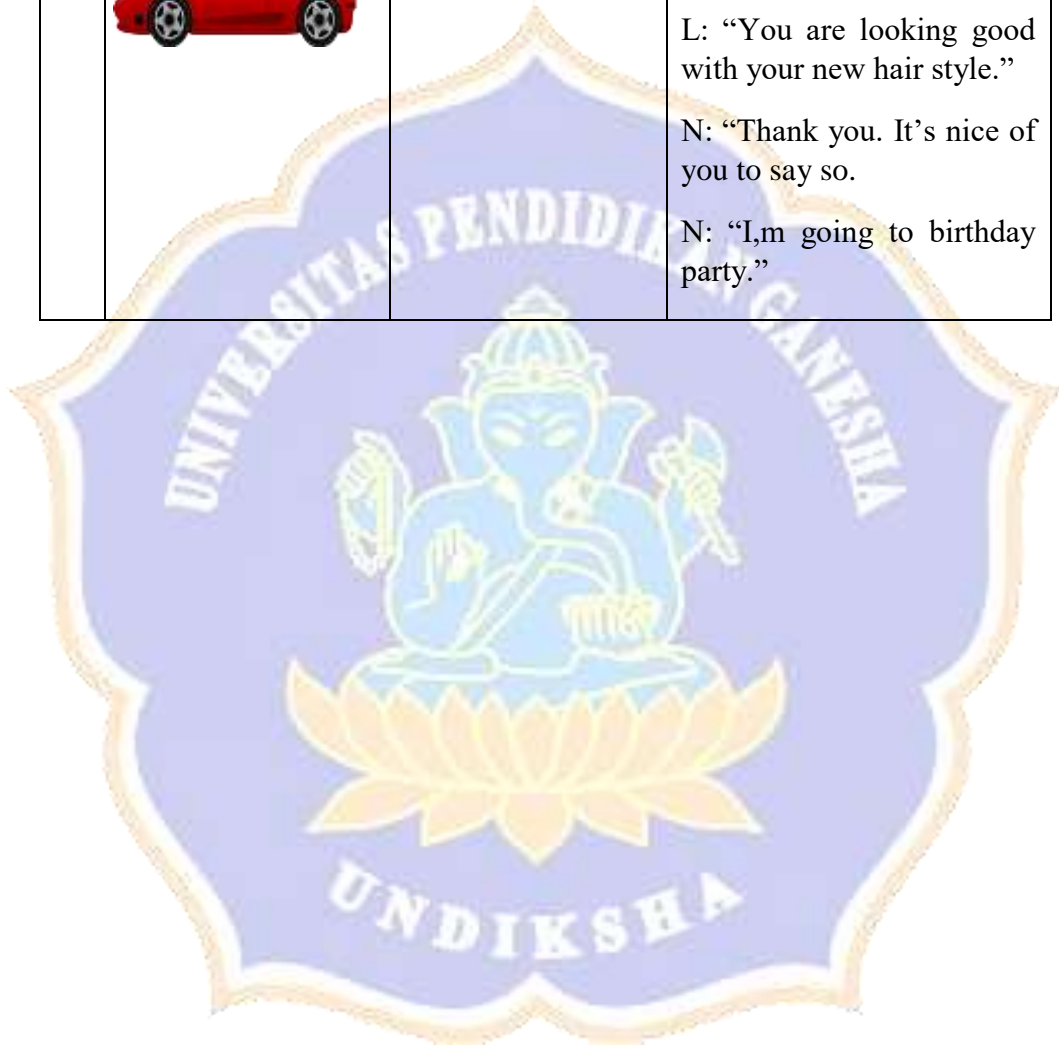 L: “You are looking good
with your new hair style.”
N: “Thank you. It’s nice of
you to say so.
N: “I,m going to birthday
party.”
UNIVERSITAS PENDIDIKAN GANESHA
UNDIKSHA